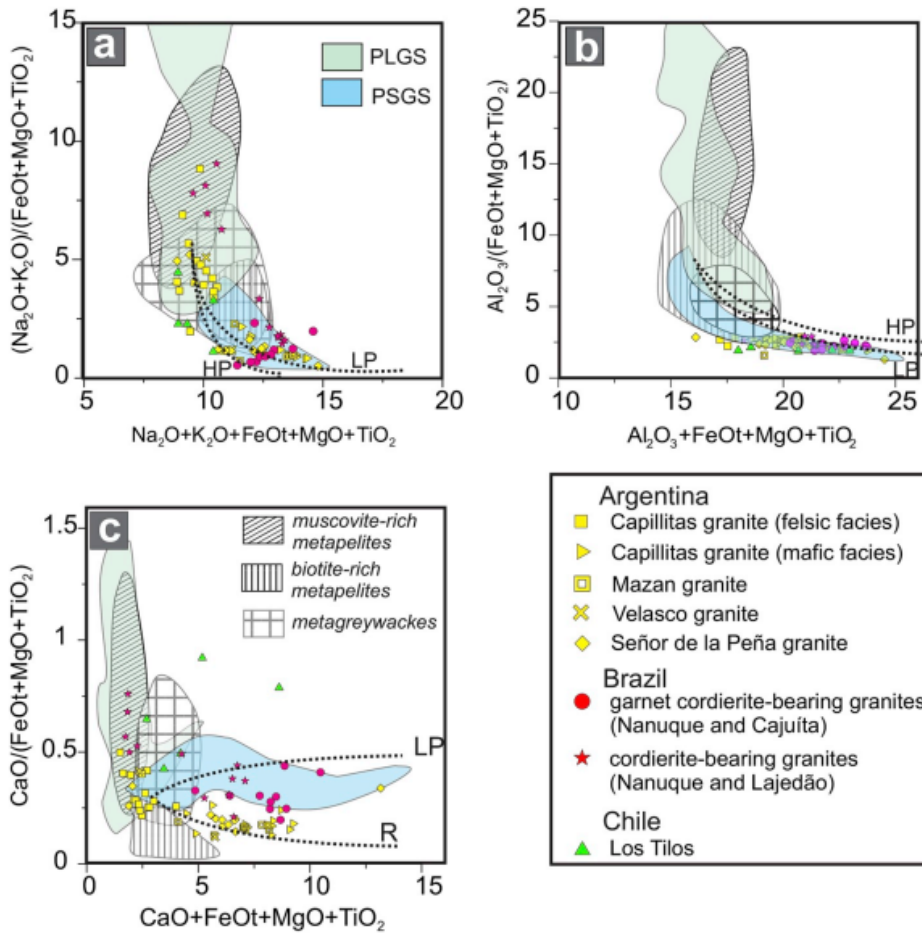 a
PLGS
PSGS
15
10
5
0
(Na₂O+K₂O)/(FeOt+MgO+TiO₂)
HP
LP
5
10
15
20
Na₂O+K₂O+FeOt+MgO+TiO₂
b
25
20
15
10
5
0
Al₂O₃/(FeOt+MgO+TiO₂)
HP
LP
10
15
20
25
Al₂O₃+FeOt+MgO+TiO₂
c
muscovite-rich
metapelites
biotite-rich
metapelites
metagreywackes
1.5
1
0.5
0
CaO/(FeOt+MgO+TiO₂)
LP
R
0
5
10
15
CaO+FeOt+MgO+TiO₂
Argentina
Capillitas granite (felsic facies)
Capillitas granite (mafic facies)
Mazan granite
Velasco granite
Señor de la Peña granite
Brazil
garnet cordierite-bearing granites
(Nanuque and Cajuíta)
cordierite-bearing granites
(Nanuque and Lajedão)
Chile
Los Tilos